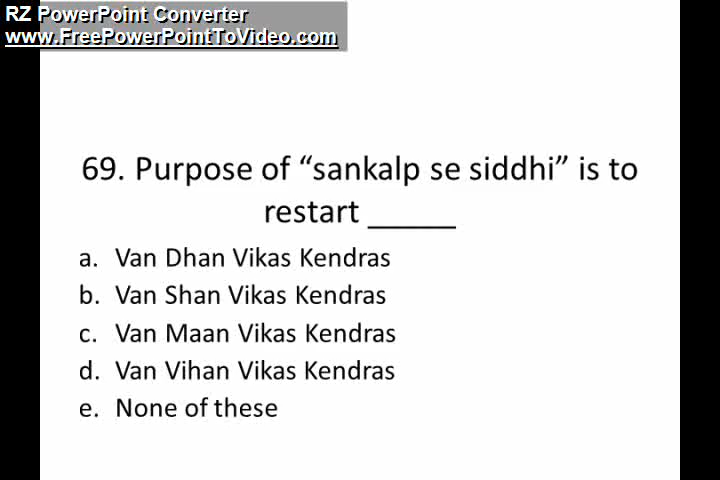 RZ PowerPoint Converter
www.FreePowerPointToVideo.com
69. Purpose of “sankalp se siddhi” is to
restart _____
a. Van Dhan Vikas Kendras
b. Van Shan Vikas Kendras
c. Van Maan Vikas Kendras
d. Van Vihan Vikas Kendras
e. None of these